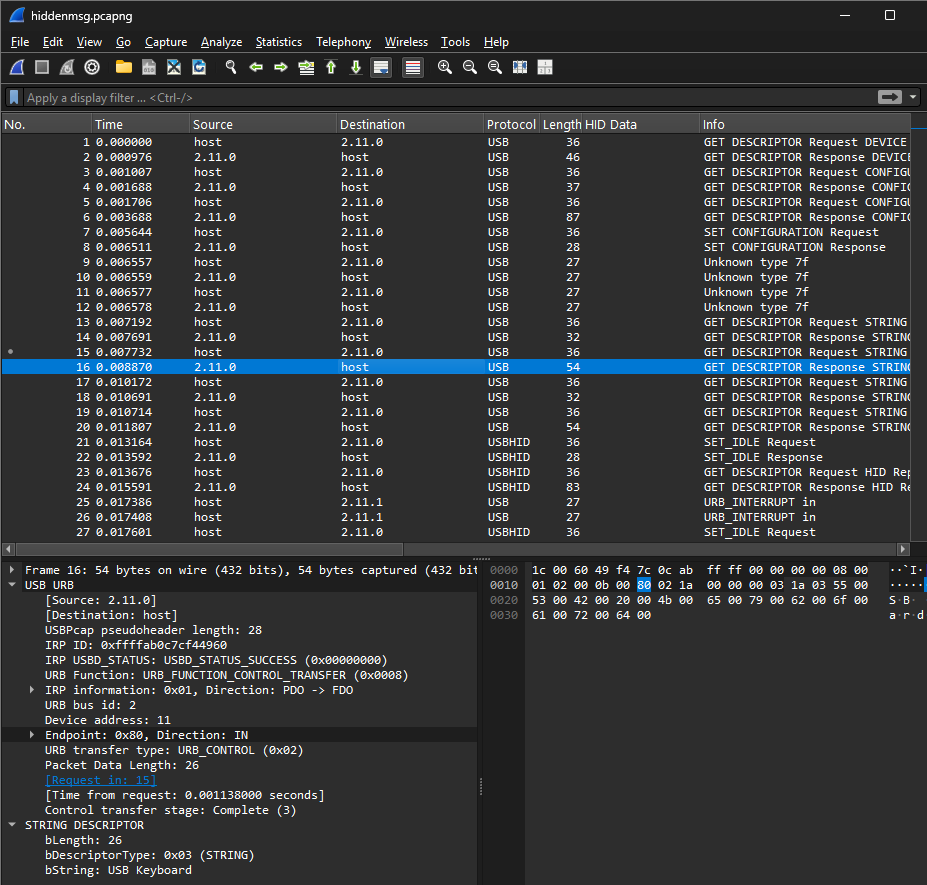 hiddenmsg.pcapng
File Edit View Go Capture Analyze Statistics Telephony Wireless Tools Help
Apply a display filter ... <Ctrl-/>
No. Time Source Destination Protocol Length HID Data Info
1 0.000000 host 2.11.0 USB 36 GET DESCRIPTOR Request DEVICE
2 0.000976 2.11.0 host USB 46 GET DESCRIPTOR Response DEVIC
3 0.001007 host 2.11.0 USB 36 GET DESCRIPTOR Request CONFIGU
4 0.001688 2.11.0 host USB 37 GET DESCRIPTOR Response CONFIG
5 0.001706 host 2.11.0 USB 36 GET DESCRIPTOR Request CONFIGU
6 0.003688 2.11.0 host USB 87 GET DESCRIPTOR Response CONFIG
7 0.005644 host 2.11.0 USB 36 SET CONFIGURATION Request
8 0.006511 2.11.0 host USB 28 SET CONFIGURATION Response
9 0.006557 host 2.11.0 USB 27 Unknown type 7f
10 0.006559 2.11.0 host USB 27 Unknown type 7f
11 0.006577 host 2.11.0 USB 27 Unknown type 7f
12 0.006578 2.11.0 host USB 27 Unknown type 7f
13 0.007192 host 2.11.0 USB 36 GET DESCRIPTOR Request STRING
14 0.007691 2.11.0 host USB 32 GET DESCRIPTOR Response STRING
15 0.007732 host 2.11.0 USB 36 GET DESCRIPTOR Request STRING
16 0.008870 2.11.0 host USB 54 GET DESCRIPTOR Response STRING
17 0.010172 host 2.11.0 USB 36 GET DESCRIPTOR Request STRING
18 0.010691 2.11.0 host USB 32 GET DESCRIPTOR Response STRING
19 0.010714 host 2.11.0 USB 36 GET DESCRIPTOR Request STRING
20 0.011807 2.11.0 host USB 54 GET DESCRIPTOR Response STRING
21 0.013164 host 2.11.0 USBHID 36 SET_IDLE Request
22 0.013592 2.11.0 host USBHID 28 SET_IDLE Response
23 0.013676 host 2.11.0 USBHID 36 GET DESCRIPTOR Request HID Rep
24 0.015591 2.11.0 host USBHID 83 GET DESCRIPTOR Response HID Re
25 0.017386 host 2.11.1 USB 27 URB_INTERRUPT in
26 0.017408 host 2.11.1 USB 27 URB_INTERRUPT in
27 0.017601 host 2.11.0 USBHID 36 SET_IDLE Request
Frame 16: 54 bytes on wire (432 bits), 54 bytes captured (432 bit
USB URB
[Source: 2.11.0]
[Destination: host]
USBPcap pseudoheader length: 28
IRP ID: 0xffffab0c7cf44960
IRP USBD_STATUS: USBD_STATUS_SUCCESS (0x00000000)
URB Function: URB_FUNCTION_CONTROL_TRANSFER (0x0008)
IRP information: 0x01, Direction: PDO -> FDO
URB bus id: 2
Device address: 11
Endpoint: 0x80, Direction: IN
URB transfer type: URB_CONTROL (0x02)
Packet Data Length: 26
[Request in: 15]
[Time from request: 0.001138000 seconds]
Control transfer stage: Complete (3)
STRING DESCRIPTOR
bLength: 26
bDescriptorType: 0x03 (STRING)
bString: USB Keyboard
0000 1c 00 60 49 f4 7c 0c ab ff ff 00 00 00 00 08 00 ··`I·
0010 01 02 00 0b 00 80 02 1a 00 00 00 03 1a 03 55 00 ·····
0020 53 00 42 00 20 00 4b 00 65 00 79 00 62 00 6f 00 S·B·
0030 61 00 72 00 64 00 a·r·d